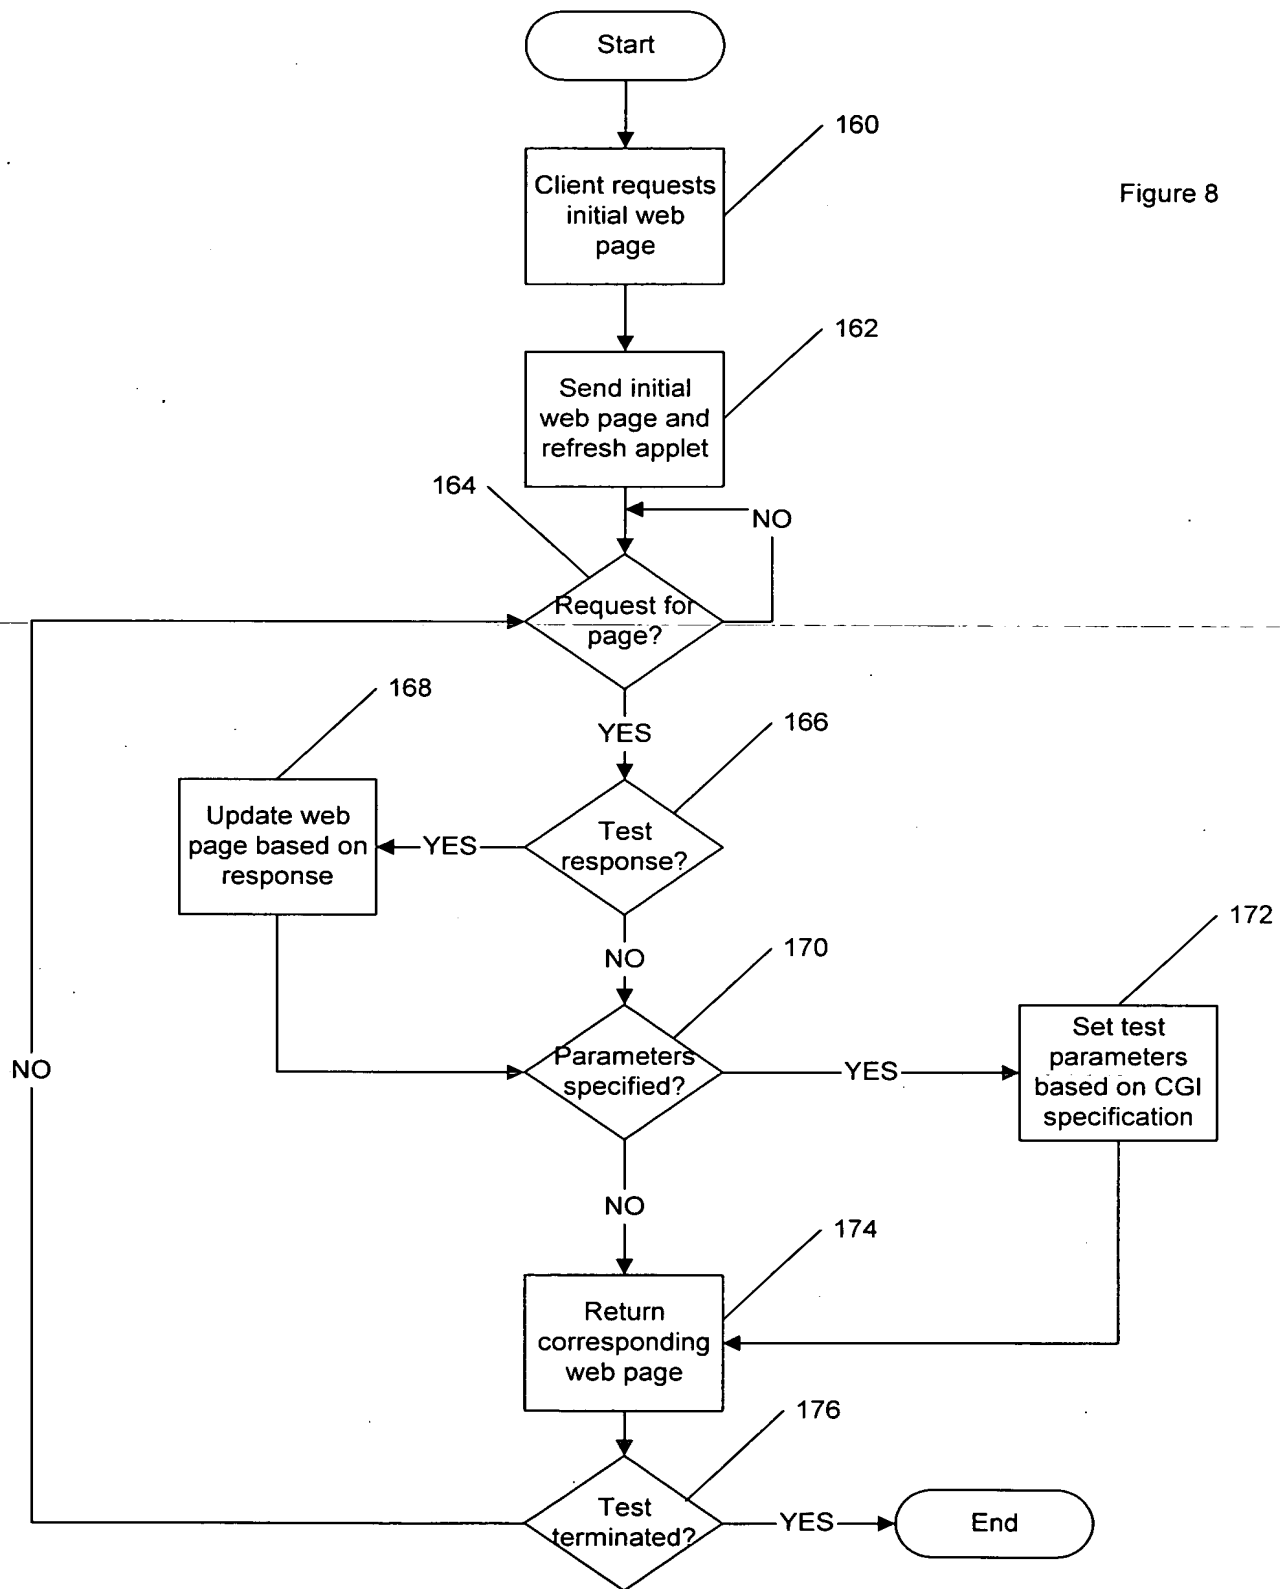 Start
160
Client requests
initial web
page
Figure 8
162
Send initial
web page and
refresh applet
164
NO
Request for
page?
168
YES
166
Update web
page based on
response
YES
Test
response?
172
NO
170
Set test
parameters
based on CGI
specification
NO
Parameters
specified?
YES
NO
174
Return
corresponding
web page
176
Test
terminated?
YES
End